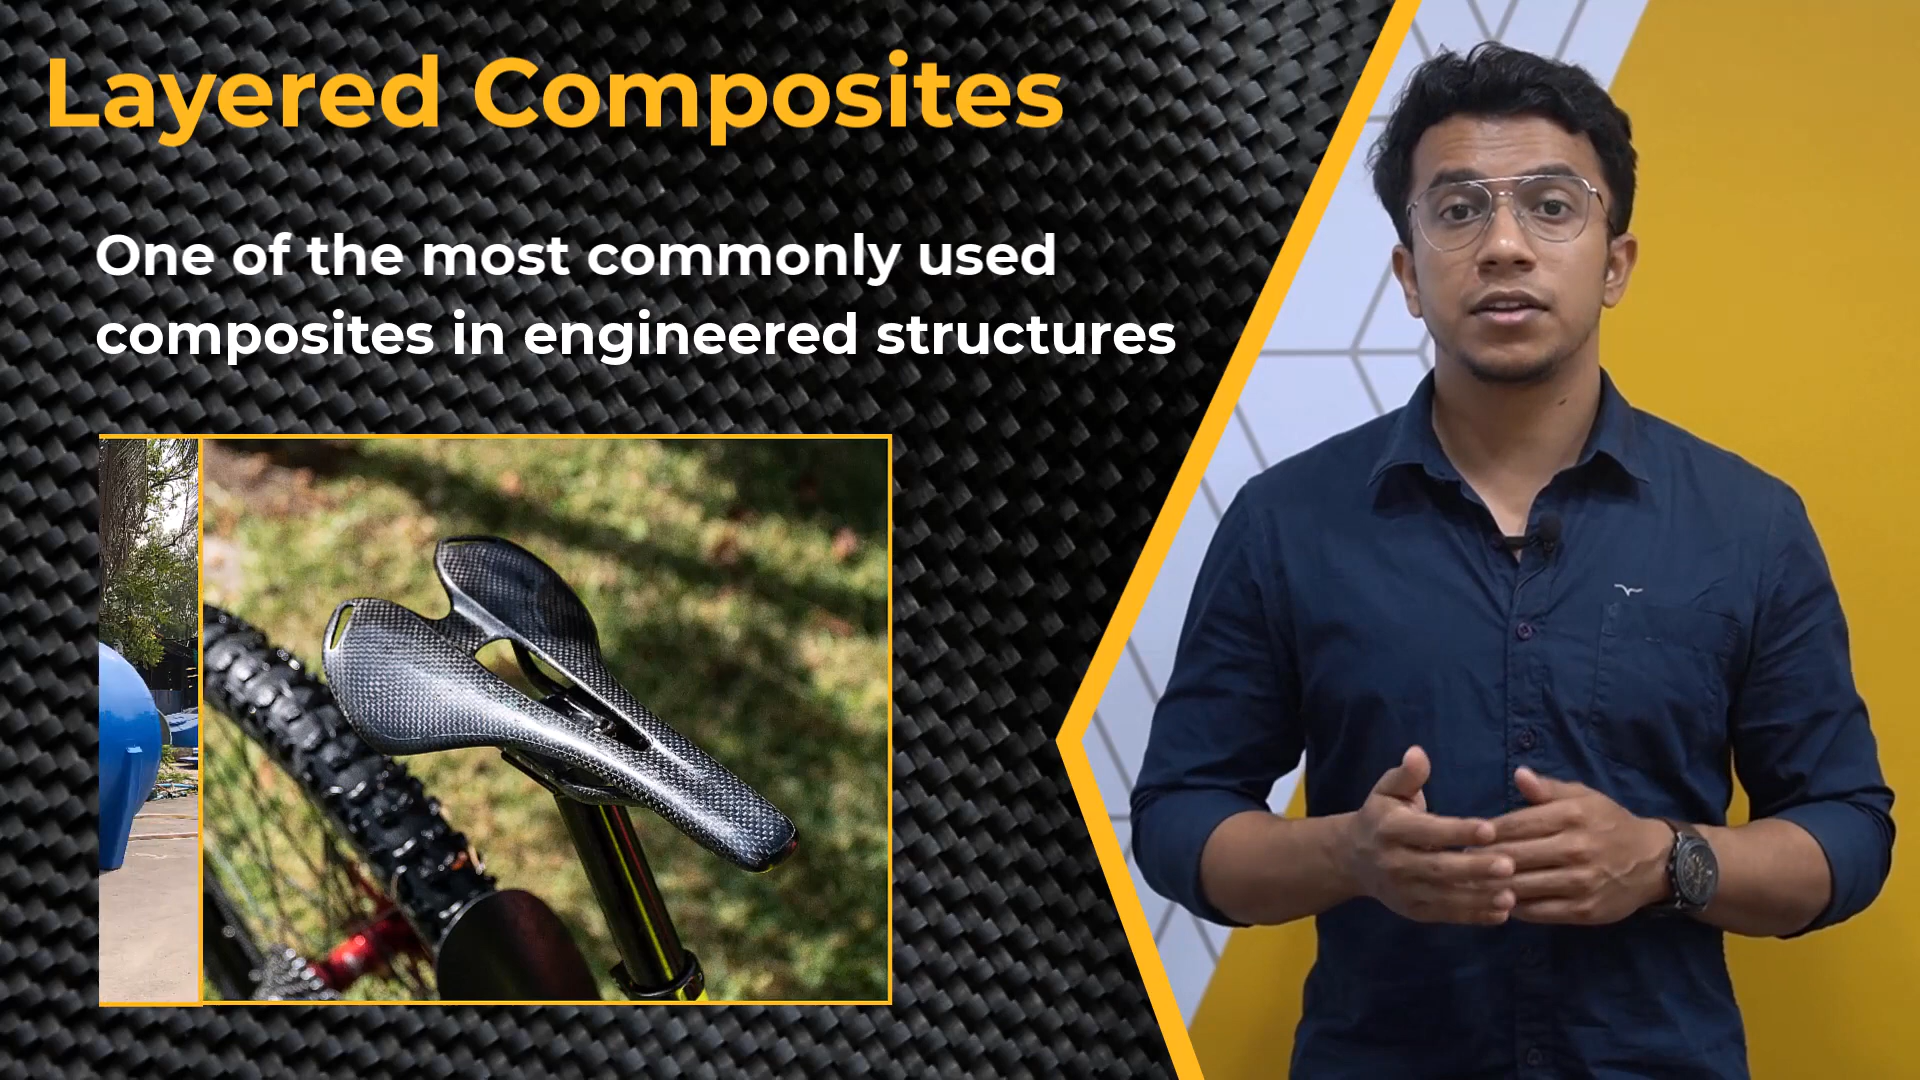 Layered Composites
One of the most commonly used
composites in engineered structures